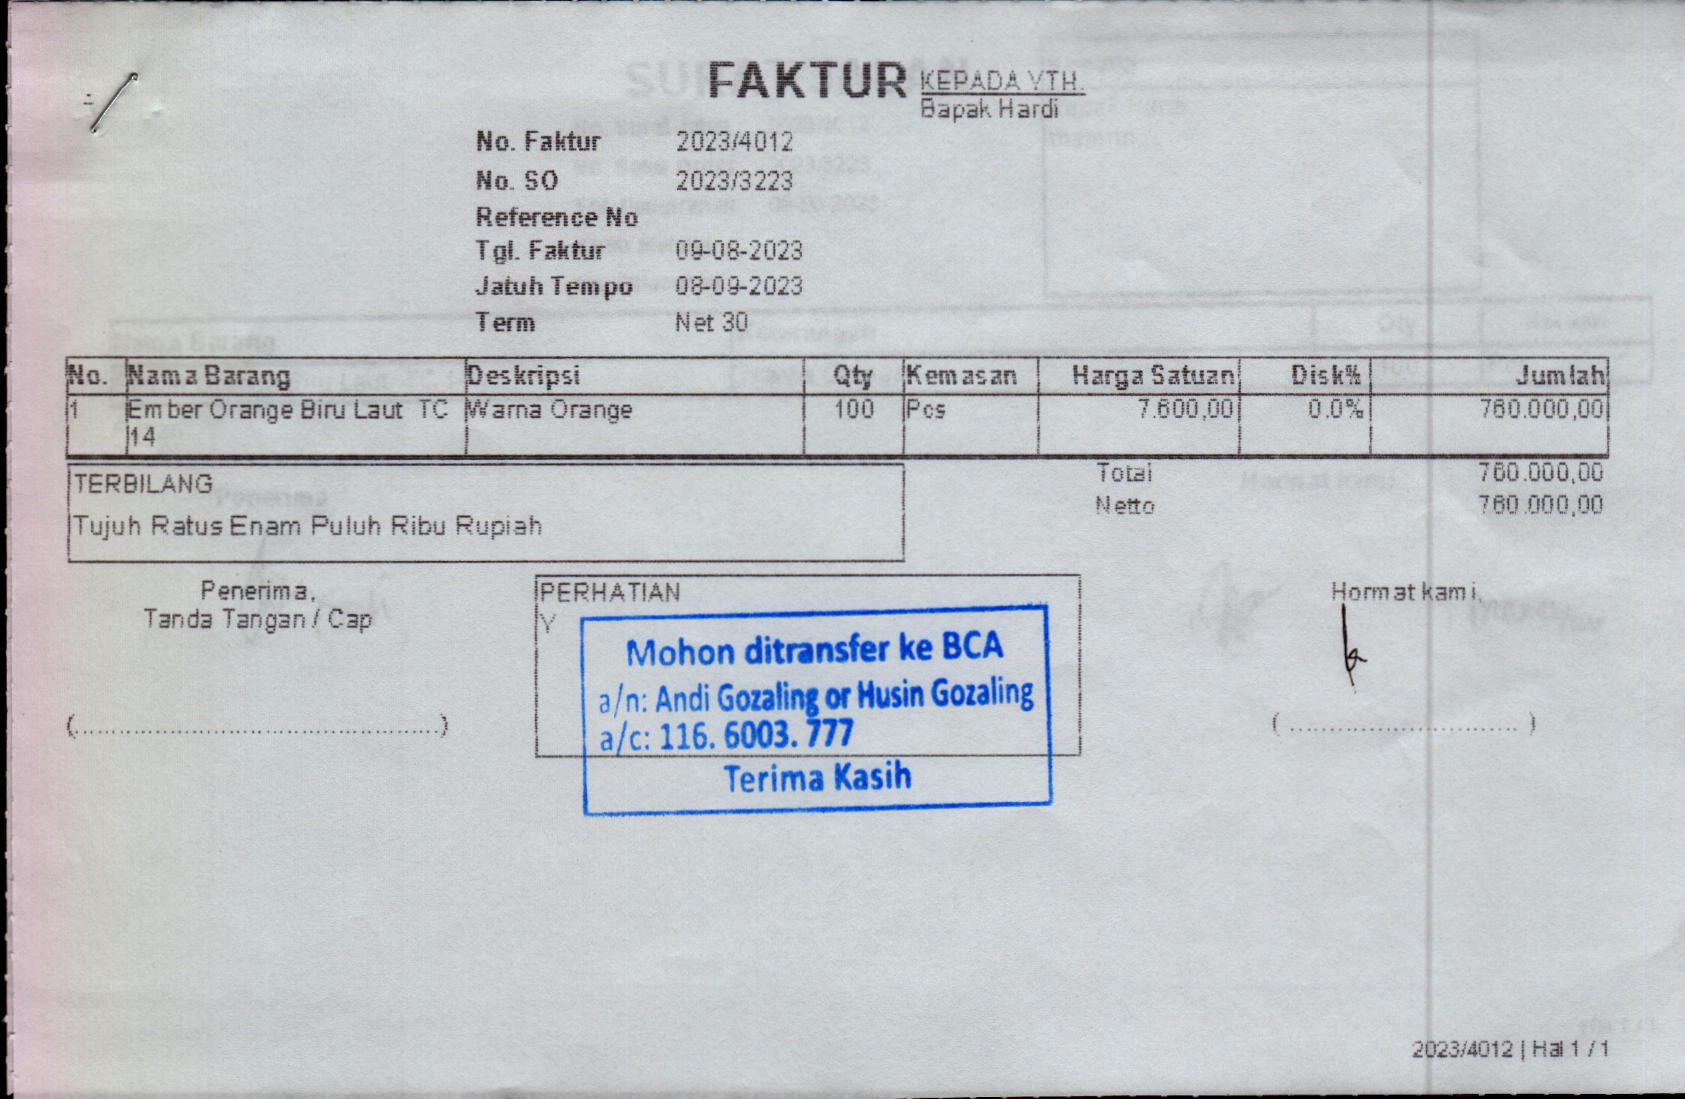 FAKTUR
KEPADA YTH.
Bapak Hardi
No. Faktur 2023/4012
No. SO 2023/3223
Reference No
Tgl. Faktur 09-08-2023
Jatuh Tempo 08-09-2023
Term Net 30
No. Nama Barang Deskripsi Qty Kemasan Harga Satuan Disk% Jumlah
1 Ember Orange Biru Laut TC Warna Orange 100 Pcs 7.600,00 0.0% 760.000,00
14
Total 760.000,00
TERBILANG
Netto 760.000,00
Tujuh Ratus Enam Puluh Ribu Rupiah
Penerima,
Tanda Tangan / Cap
PERHATIAN
Y
Mohon ditransfer ke BCA
a/n: Andi Gozaling or Husin Gozaling
a/c: 116. 6003. 777
Terima Kasih
Hormat kami,
(..............................................)
(..............................)
2023/4012 | Hal 1 / 1